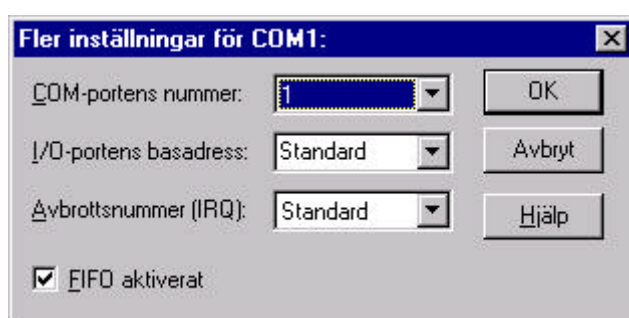 Fler inställningar för COM1:
COM-portens nummer: 1 OK
I/O-portens basadress: Standard Avbryt
Avbrottsnummer (IRQ): Standard Hjälp
FIFO aktiverat